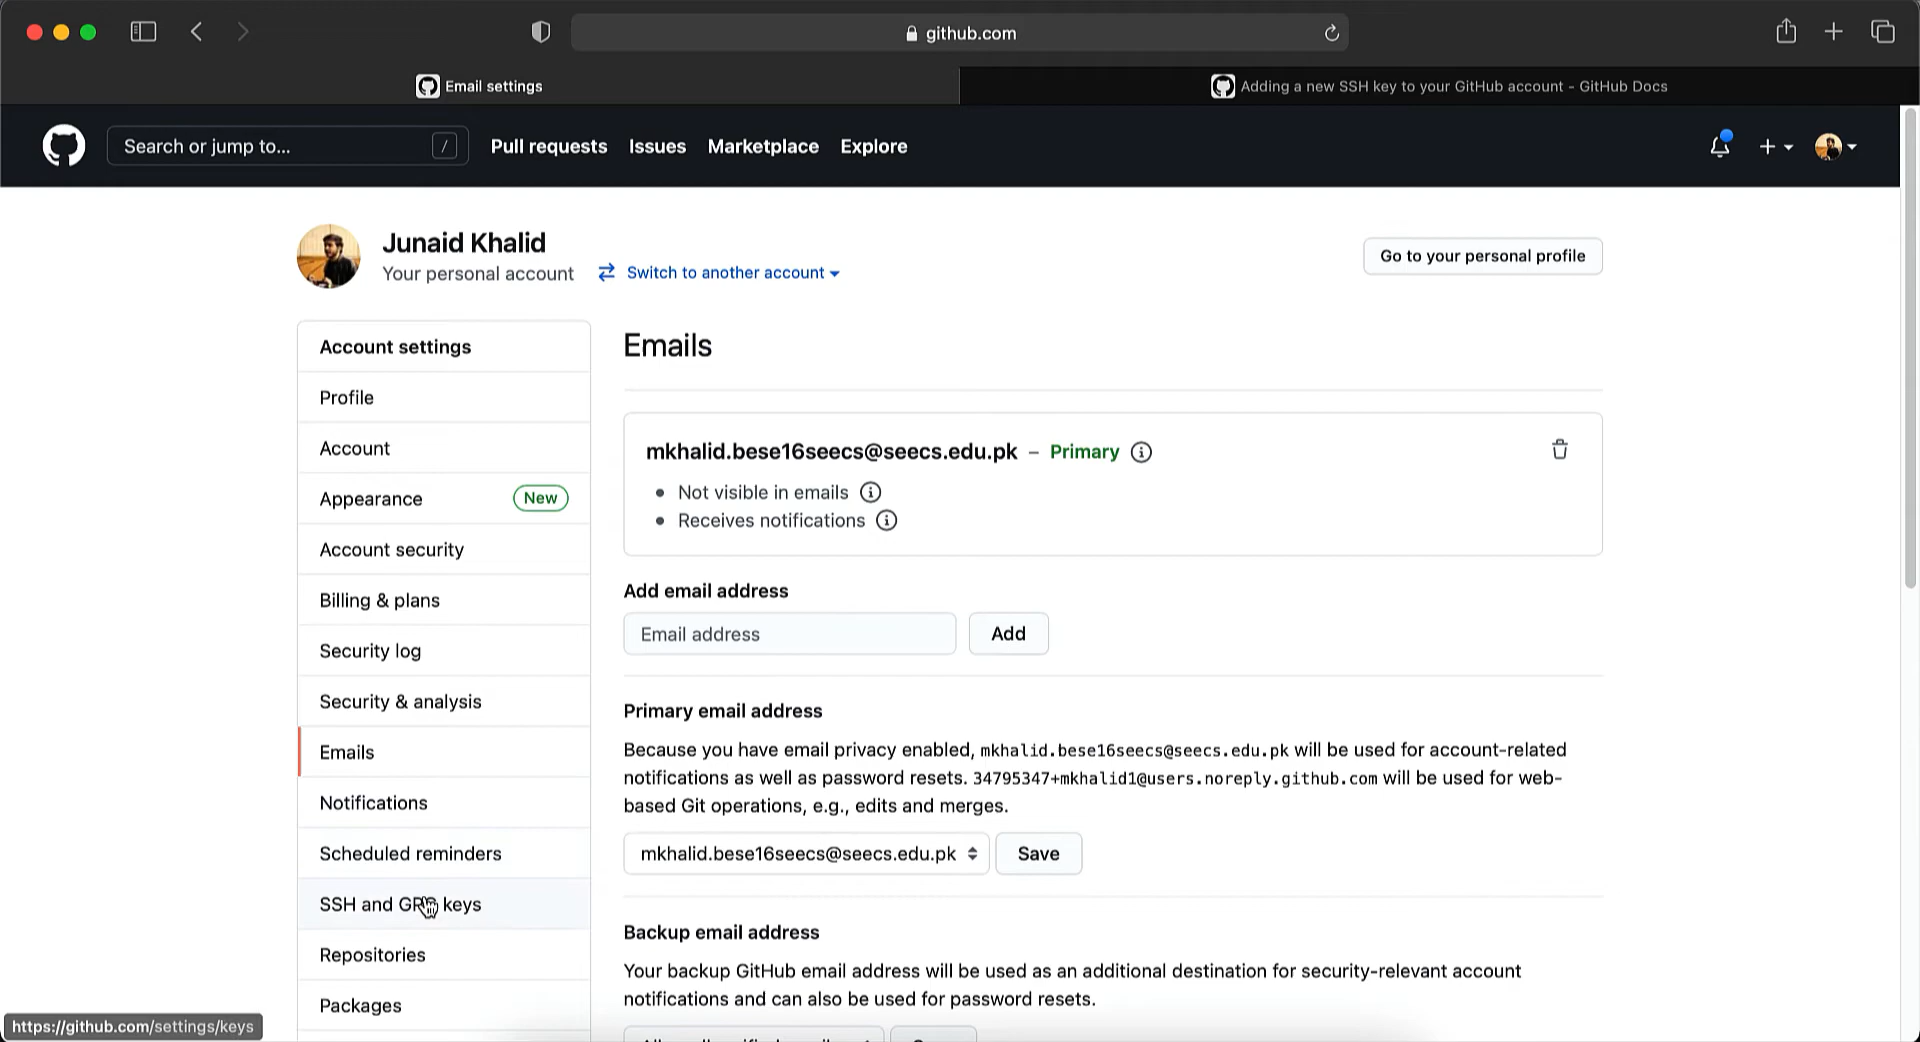 github.com
Email settings
Adding a new SSH key to your GitHub account - GitHub Docs
Search or jump to... /
Pull requests Issues Marketplace Explore
Junaid Khalid
Your personal account Switch to another account
Go to your personal profile
Account settings
Profile
Account
Appearance New
Account security
Billing & plans
Security log
Security & analysis
Emails
Notifications
Scheduled reminders
SSH and GPG keys
Repositories
Packages
Emails
mkhalid.bese16seecs@seecs.edu.pk – Primary
Not visible in emails
Receives notifications
Add email address
Email address Add
Primary email address
Because you have email privacy enabled, mkhalid.bese16seecs@seecs.edu.pk will be used for account-related
notifications as well as password resets. 34795347+mkhalid1@users.noreply.github.com will be used for web-
based Git operations, e.g., edits and merges.
mkhalid.bese16seecs@seecs.edu.pk Save
Backup email address
Your backup GitHub email address will be used as an additional destination for security-relevant account
notifications and can also be used for password resets.
https://github.com/settings/keys